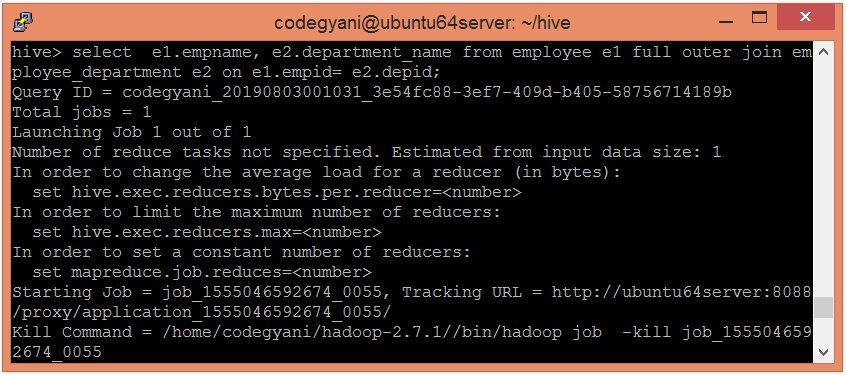 codegyani@ubuntu64server: ~/hive
hive> select  e1.empname, e2.department_name from employee e1 full outer join em
ployee_department e2 on e1.empid= e2.depid;
Query ID = codegyani_20190803001031_3e54fc88-3ef7-409d-b405-58756714189b
Total jobs = 1
Launching Job 1 out of 1
Number of reduce tasks not specified. Estimated from input data size: 1
In order to change the average load for a reducer (in bytes):
  set hive.exec.reducers.bytes.per.reducer=<number>
In order to limit the maximum number of reducers:
  set hive.exec.reducers.max=<number>
In order to set a constant number of reducers:
  set mapreduce.job.reduces=<number>
Starting Job = job_1555046592674_0055, Tracking URL = http://ubuntu64server:8088
/proxy/application_1555046592674_0055/
Kill Command = /home/codegyani/hadoop-2.7.1//bin/hadoop job  -kill job_155504659
2674_0055